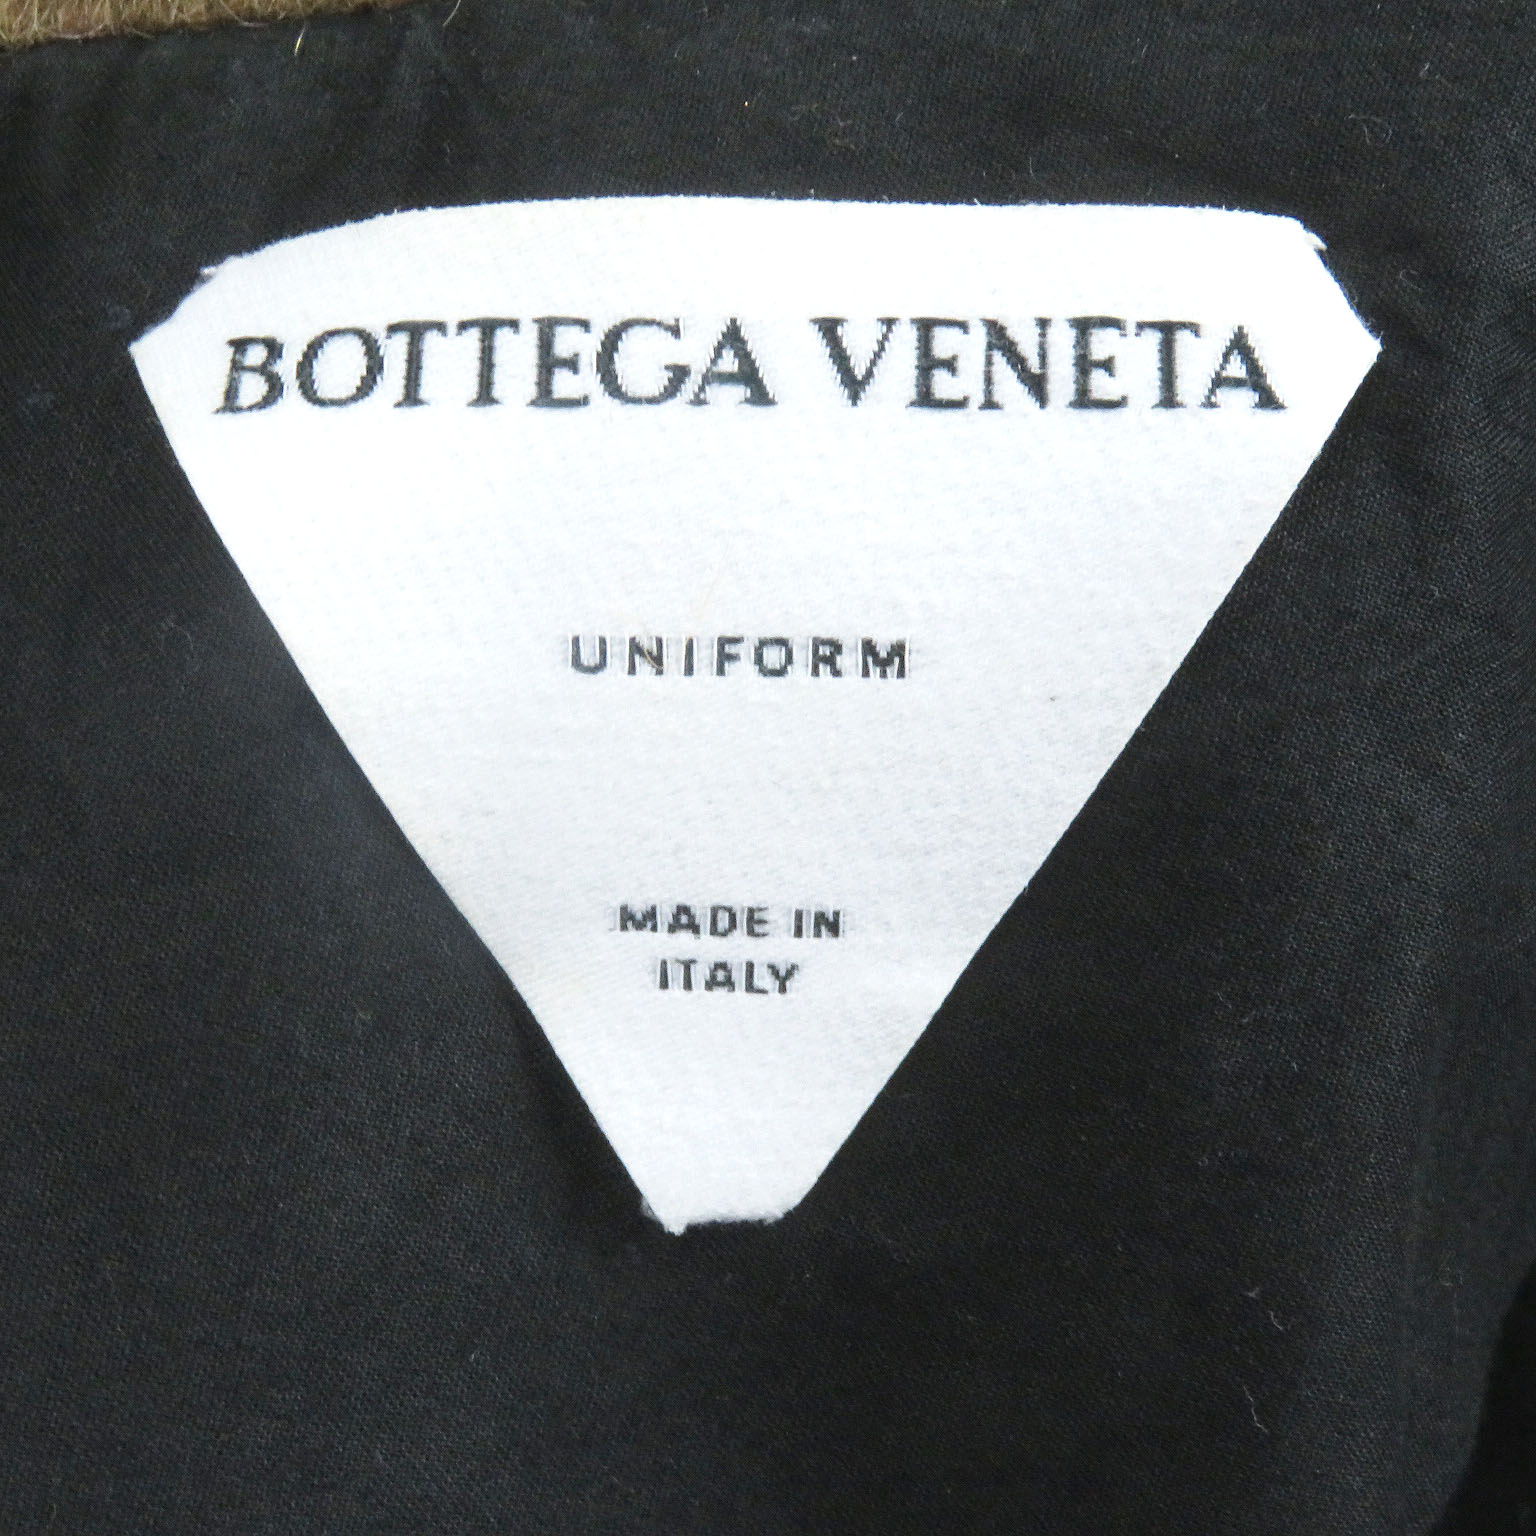 BOTTEGA VENETA
UNIFORM
MADE IN
ITALY